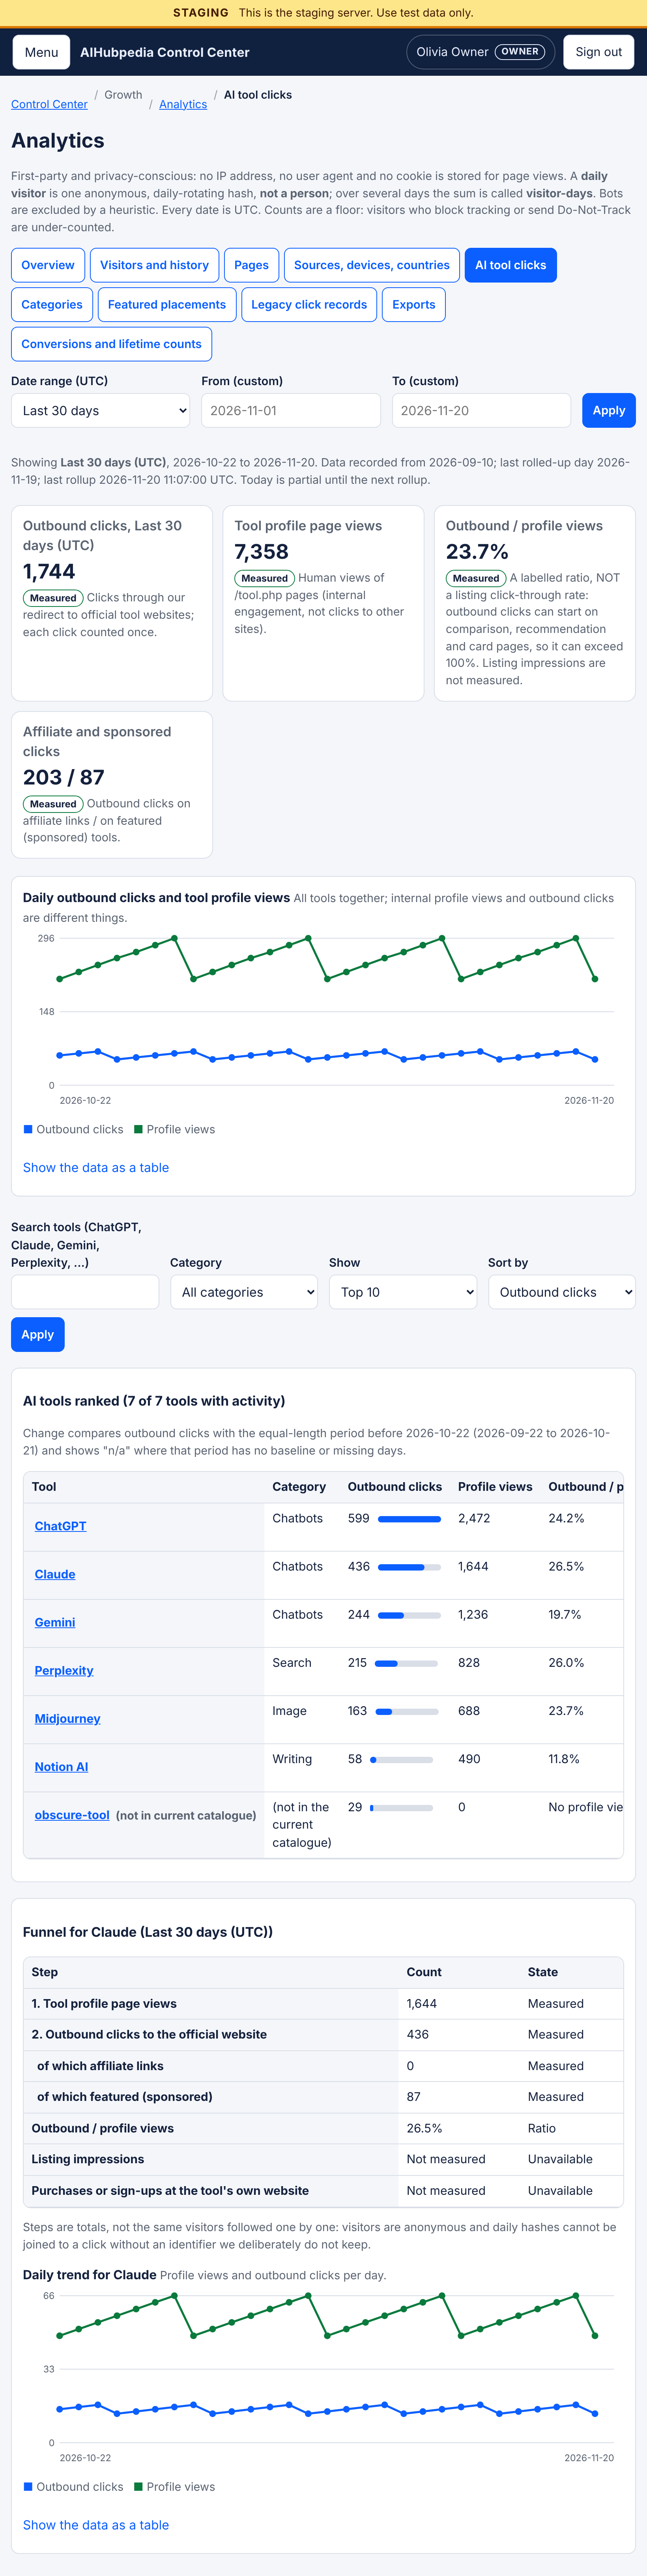 STAGING This is the staging server. Use test data only.
Menu AIHubpedia Control Center Olivia Owner OWNER Sign out
Control Center / Growth / Analytics / AI tool clicks
Analytics
First-party and privacy-conscious: no IP address, no user agent and no cookie is stored for page views. A daily
visitor is one anonymous, daily-rotating hash, not a person; over several days the sum is called visitor-days. Bots
are excluded by a heuristic. Every date is UTC. Counts are a floor: visitors who block tracking or send Do-Not-Track
are under-counted.
Overview Visitors and history Pages Sources, devices, countries AI tool clicks
Categories Featured placements Legacy click records Exports
Conversions and lifetime counts
Date range (UTC) From (custom) To (custom)
Last 30 days 2026-11-01 2026-11-20 Apply
Showing Last 30 days (UTC), 2026-10-22 to 2026-11-20. Data recorded from 2026-09-10; last rolled-up day 2026-
11-19; last rollup 2026-11-20 11:07:00 UTC. Today is partial until the next rollup.
Outbound clicks, Last 30
days (UTC)
1,744
Measured Clicks through our
redirect to official tool websites;
each click counted once.
Tool profile page views
7,358
Measured Human views of
/tool.php pages (internal
engagement, not clicks to other
sites).
Outbound / profile views
23.7%
Measured A labelled ratio, NOT
a listing click-through rate:
outbound clicks can start on
comparison, recommendation
and card pages, so it can exceed
100%. Listing impressions are
not measured.
Affiliate and sponsored
clicks
203 / 87
Measured Outbound clicks on
affiliate links / on featured
(sponsored) tools.
Daily outbound clicks and tool profile views All tools together; internal profile views and outbound clicks
are different things.
296
148
0
2026-10-22 2026-11-20
Outbound clicks Profile views
Show the data as a table
Search tools (ChatGPT,
Claude, Gemini,
Perplexity, ...) Category Show Sort by
All categories Top 10 Outbound clicks
Apply
AI tools ranked (7 of 7 tools with activity)
Change compares outbound clicks with the equal-length period before 2026-10-22 (2026-09-22 to 2026-10-
21) and shows "n/a" where that period has no baseline or missing days.
Tool Category Outbound clicks Profile views Outbound / p
ChatGPT Chatbots 599 2,472 24.2%
Claude Chatbots 436 1,644 26.5%
Gemini Chatbots 244 1,236 19.7%
Perplexity Search 215 828 26.0%
Midjourney Image 163 688 23.7%
Notion AI Writing 58 490 11.8%
obscure-tool (not in current catalogue) (not in the 29 0 No profile vie
current
catalogue)
Funnel for Claude (Last 30 days (UTC))
Step Count State
1. Tool profile page views 1,644 Measured
2. Outbound clicks to the official website 436 Measured
of which affiliate links 0 Measured
of which featured (sponsored) 87 Measured
Outbound / profile views 26.5% Ratio
Listing impressions Not measured Unavailable
Purchases or sign-ups at the tool's own website Not measured Unavailable
Steps are totals, not the same visitors followed one by one: visitors are anonymous and daily hashes cannot be
joined to a click without an identifier we deliberately do not keep.
Daily trend for Claude Profile views and outbound clicks per day.
66
33
0
2026-10-22 2026-11-20
Outbound clicks Profile views
Show the data as a table